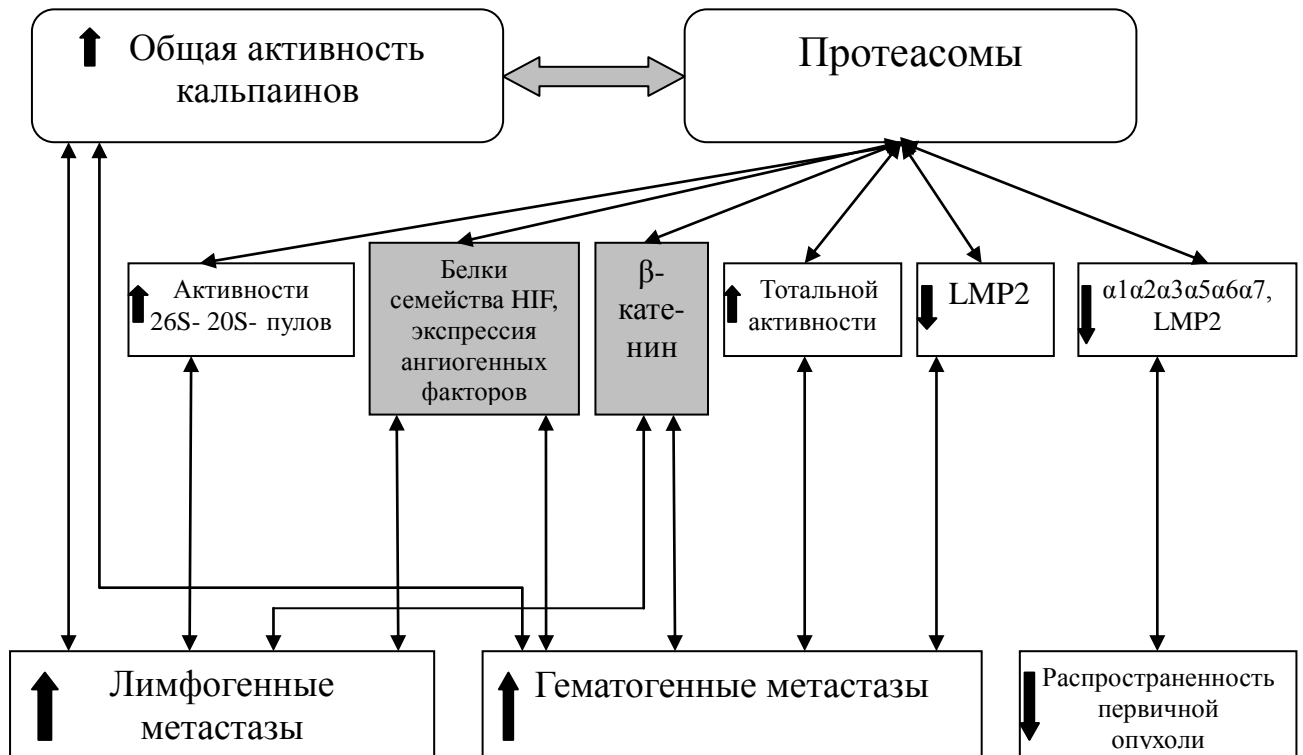 Общая активность
кальпаинов
Протеасомы
Активности
26S- 20S- пулов
Белки
семейства HIF,
экспрессия
ангиогенных
факторов
β-
кате-
нин
Тотальной
активности
LMP2
α1α2α3α5α6α7,
LMP2
Лимфогенные
метастазы
Гематогенные метастазы
Распространенность
первичной
опухоли